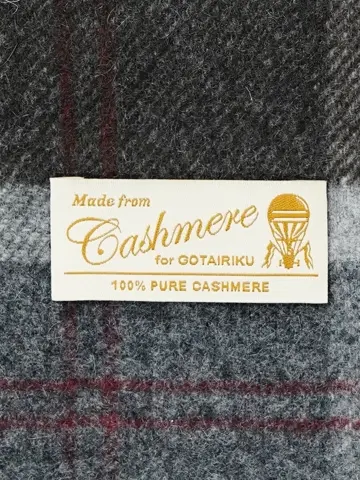 Made from
Cashmere
for GOTAIRIKU
100% PURE CASHMERE